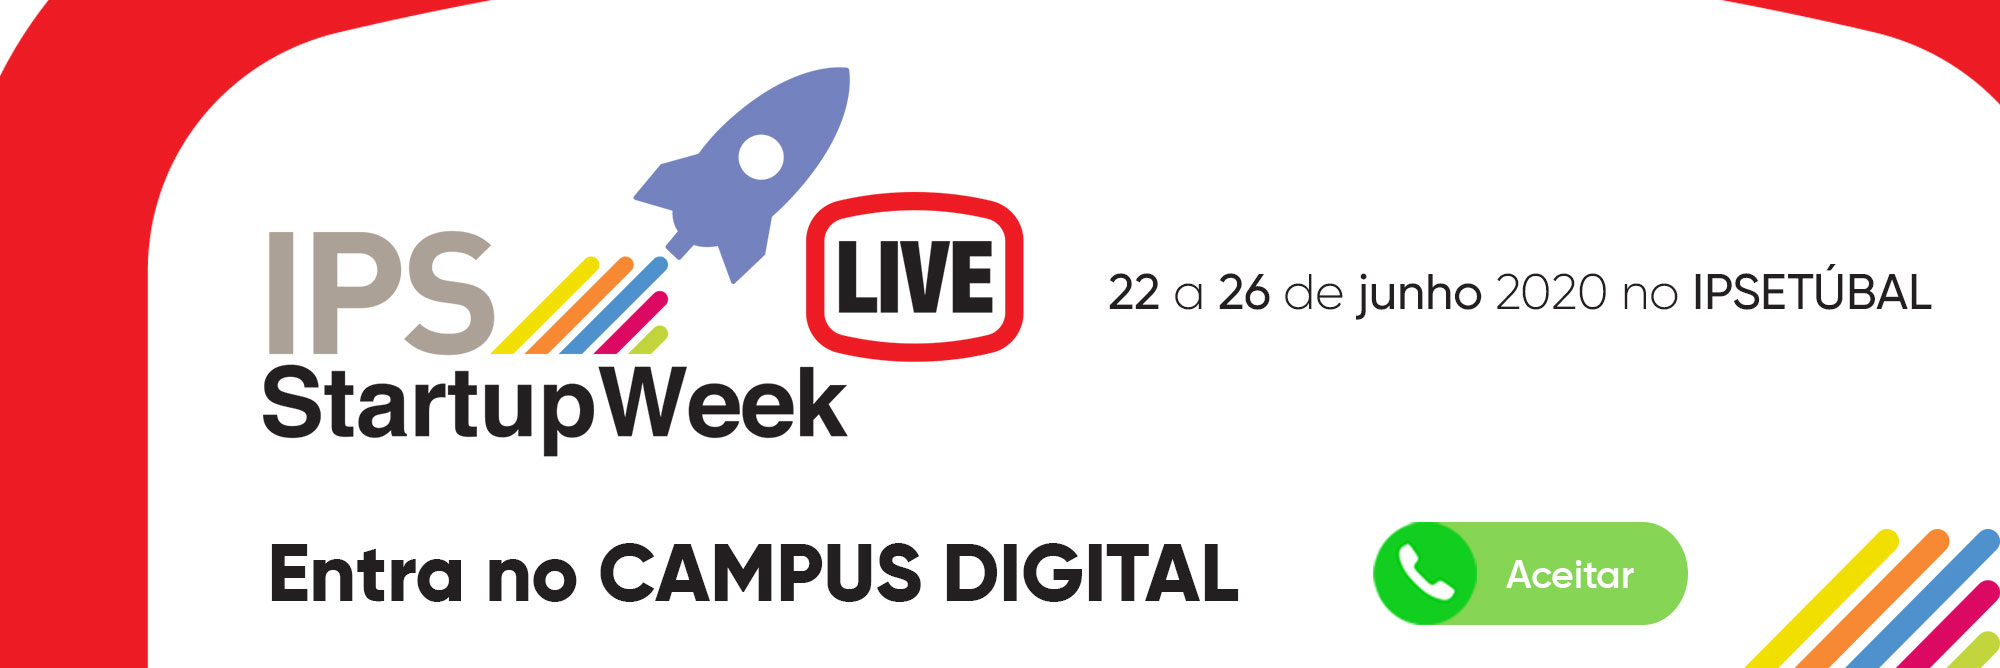 IPS
StartupWeek
LIVE
22 a 26 de junho 2020 no IPSETÚBAL
Entra no CAMPUS DIGITAL
Aceitar